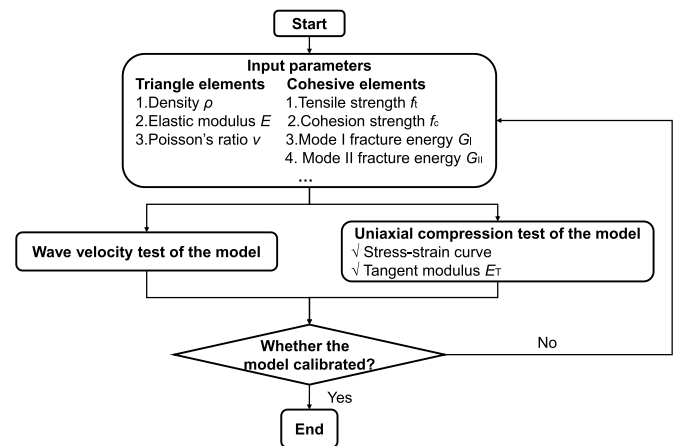 Start
Input parameters
Triangle elements
1.Density ρ
2.Elastic modulus E
3.Poisson's ratio v
Cohesive elements
1.Tensile strength ft
2.Cohesion strength fc
3.Mode I fracture energy GI
4. Mode II fracture energy GII
...
Wave velocity test of the model
Uniaxial compression test of the model
√ Stress-strain curve
√ Tangent modulus ET
Whether the
model calibrated?
No
Yes
End